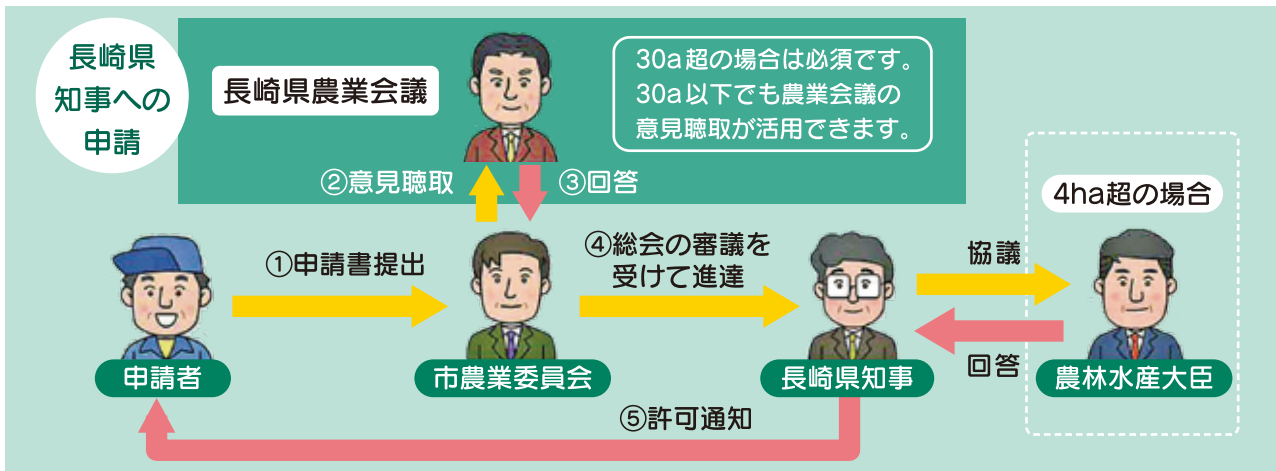 長崎県
知事への
申請
長崎県農業会議
30a超の場合は必須です。
30a以下でも農業会議の
意見聴取が活用できます。
②意見聴取
③回答
4ha超の場合
①申請書提出
④総会の審議を
受けて進達
協議
回答
申請者
市農業委員会
長崎県知事
農林水産大臣
⑤許可通知